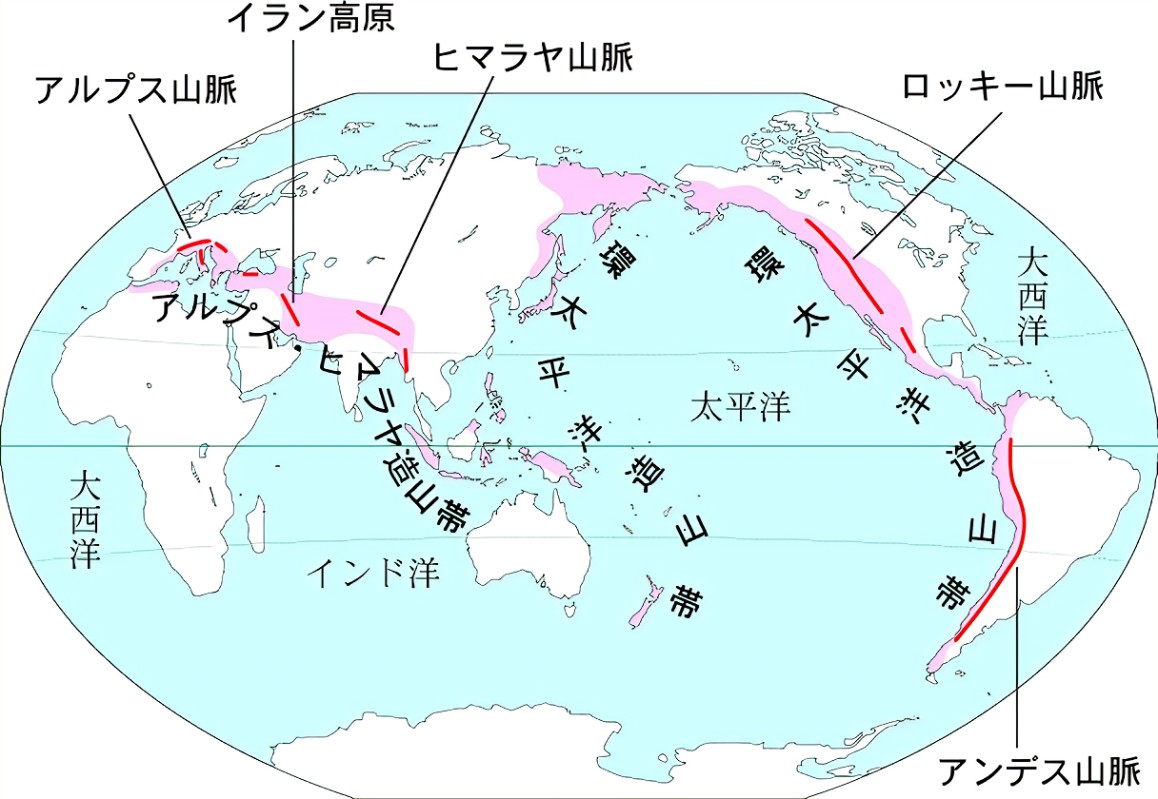 イラン高原
ヒマラヤ山脈
アルプス山脈
ロッキー山脈
アルプス・ヒマラヤ造山帯
環太平洋造山帯
環太平洋造山帯
大西洋
太平洋
大西洋
インド洋
アンデス山脈